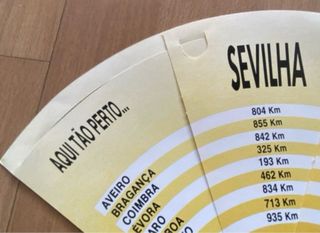 AQUI TÃO PERTO...
SEVILHA
AVEIRO
BRAGANÇA
COIMBRA
804 Km
855 Km
842 Km
325 Km
193 Km
462 Km
834 Km
713 Km
935 Km